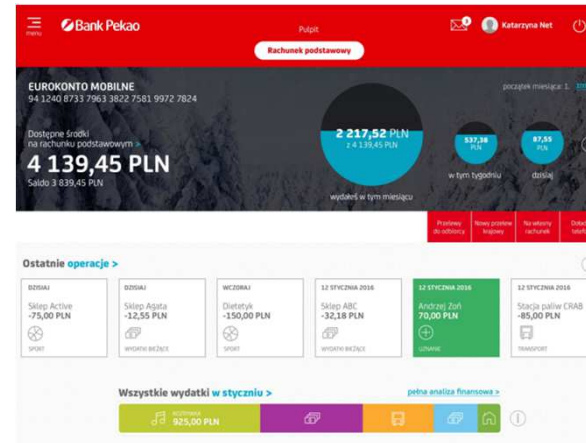 menu
Bank Pekao
Pulpit
Katarzyna Net
Rachunek podstawowy
EUROKONTO MOBILNE
94 1240 8733 7963 3822 7581 9972 7824
początek miesiąca: 1.
Dostępne środki
na rachunku podstawowym >
4 139,45 PLN
Saldo 3 839,45 PLN
2 217,52 PLN
z 4 139,45 PLN
wydałeś w tym miesiącu
537,38
PLN
w tym tygodniu
87,55
PLN
dzisiaj
Przelewy
do odbiorcy
Nowy przelew
krajowy
Na własny
rachunek
Ostatnie operacje >
DZISIAJ
Sklep Active
-75,00 PLN
SPORT
DZISIAJ
Sklep Agata
-12,55 PLN
WYDATKI BIEŻĄCE
WCZORAJ
Dietetyk
-150,00 PLN
SPORT
12 STYCZNIA 2016
Sklep ABC
-32,18 PLN
WYDATKI BIEŻĄCE
12 STYCZNIA 2016
Andrzej Zoń
70,00 PLN
UZNANIE
12 STYCZNIA 2016
Stacja paliw CRAB
-85,00 PLN
TRANSPORT
Wszystkie wydatki w styczniu >
pełna analiza finansowa >
ROZRYWKA
925,00 PLN